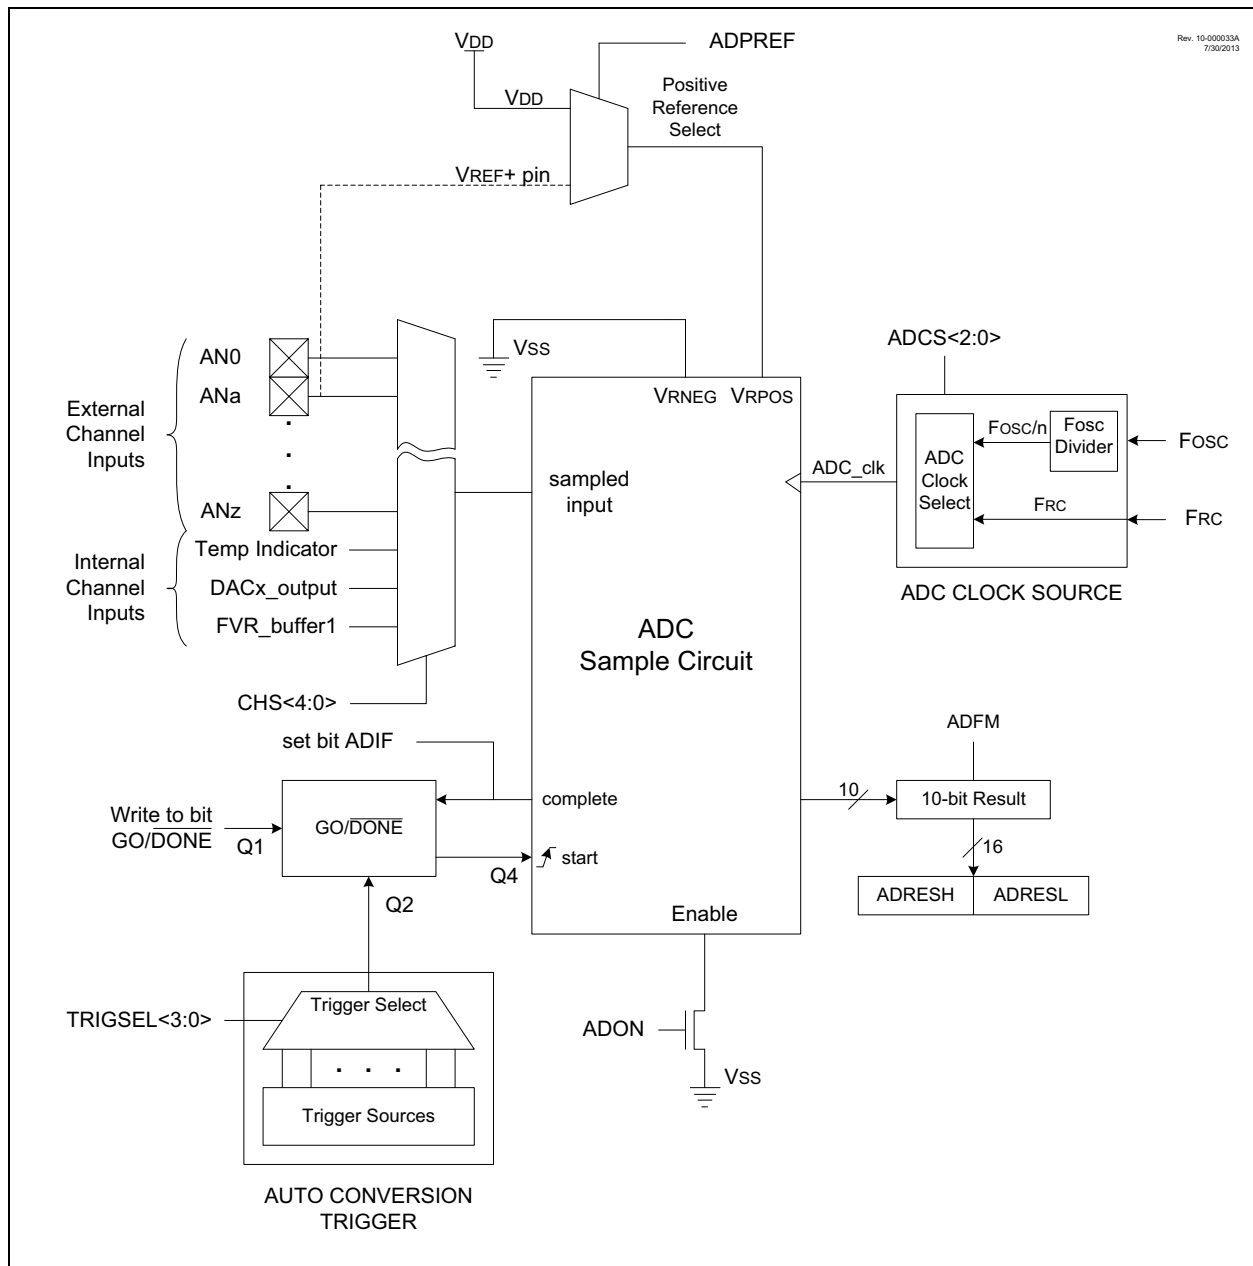 Rev. 10-000033A
7/30/2013
VDD
ADPREF
VDD
Positive
Reference
Select
VREF+ pin
External
Channel
Inputs
AN0
ANa
ANz
Internal
Channel
Inputs
Temp Indicator
DACx_output
FVR_buffer1
CHS<4:0>
VSS
VRNEG VRPOS
sampled
input
ADC_clk
ADC
Sample Circuit
ADCS<2:0>
ADC
Clock
Select
FOSC/n
Fosc
Divider
FOSC
FRC
FRC
ADC CLOCK SOURCE
set bit ADIF
complete
Write to bit
GO/DONE
Q1
GO/DONE
Q4
start
Q2
Enable
ADFM
10
10-bit Result
16
ADRESH ADRESL
TRIGSEL<3:0>
Trigger Select
. . .
Trigger Sources
AUTO CONVERSION
TRIGGER
ADON
VSS